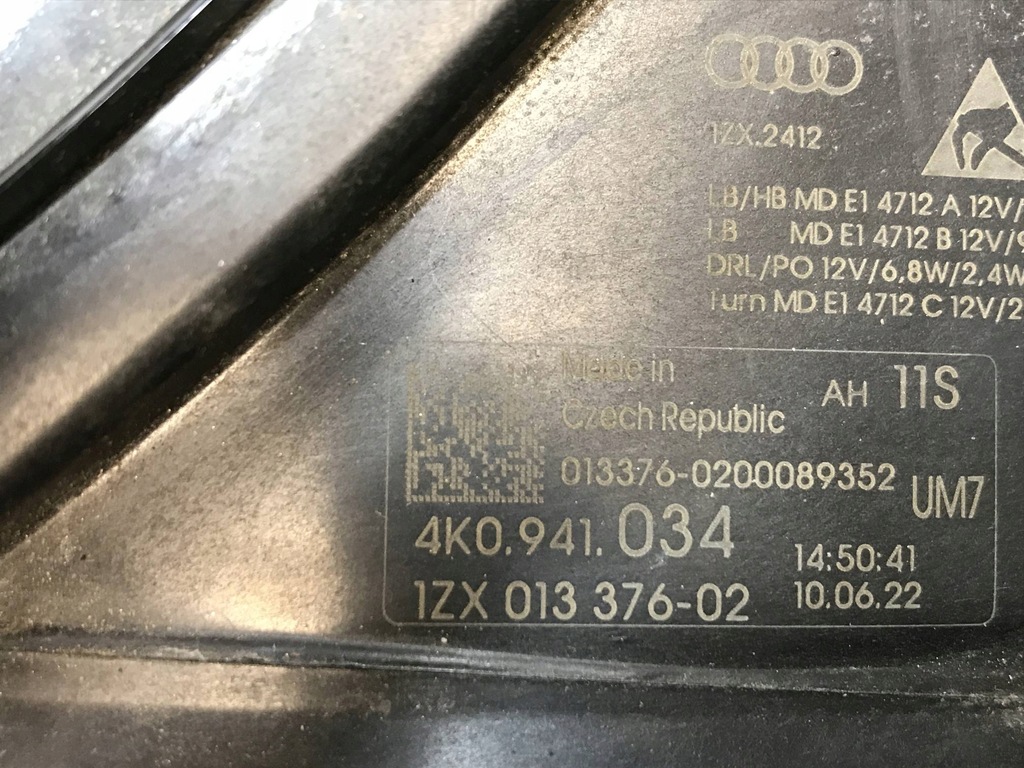 1ZX.2412
LB/HB MD E1 4712 A 12V/
LB MD E1 4712 B 12V/9
DRL/PO 12V/6,8W/2,4W
Turn MD E1 4712 C 12V/2
Made in
Czech Republic
AH 11S
013376-0200089352
UM7
4K0.941.034
14:50:41
1ZX 013 376-02
10.06.22